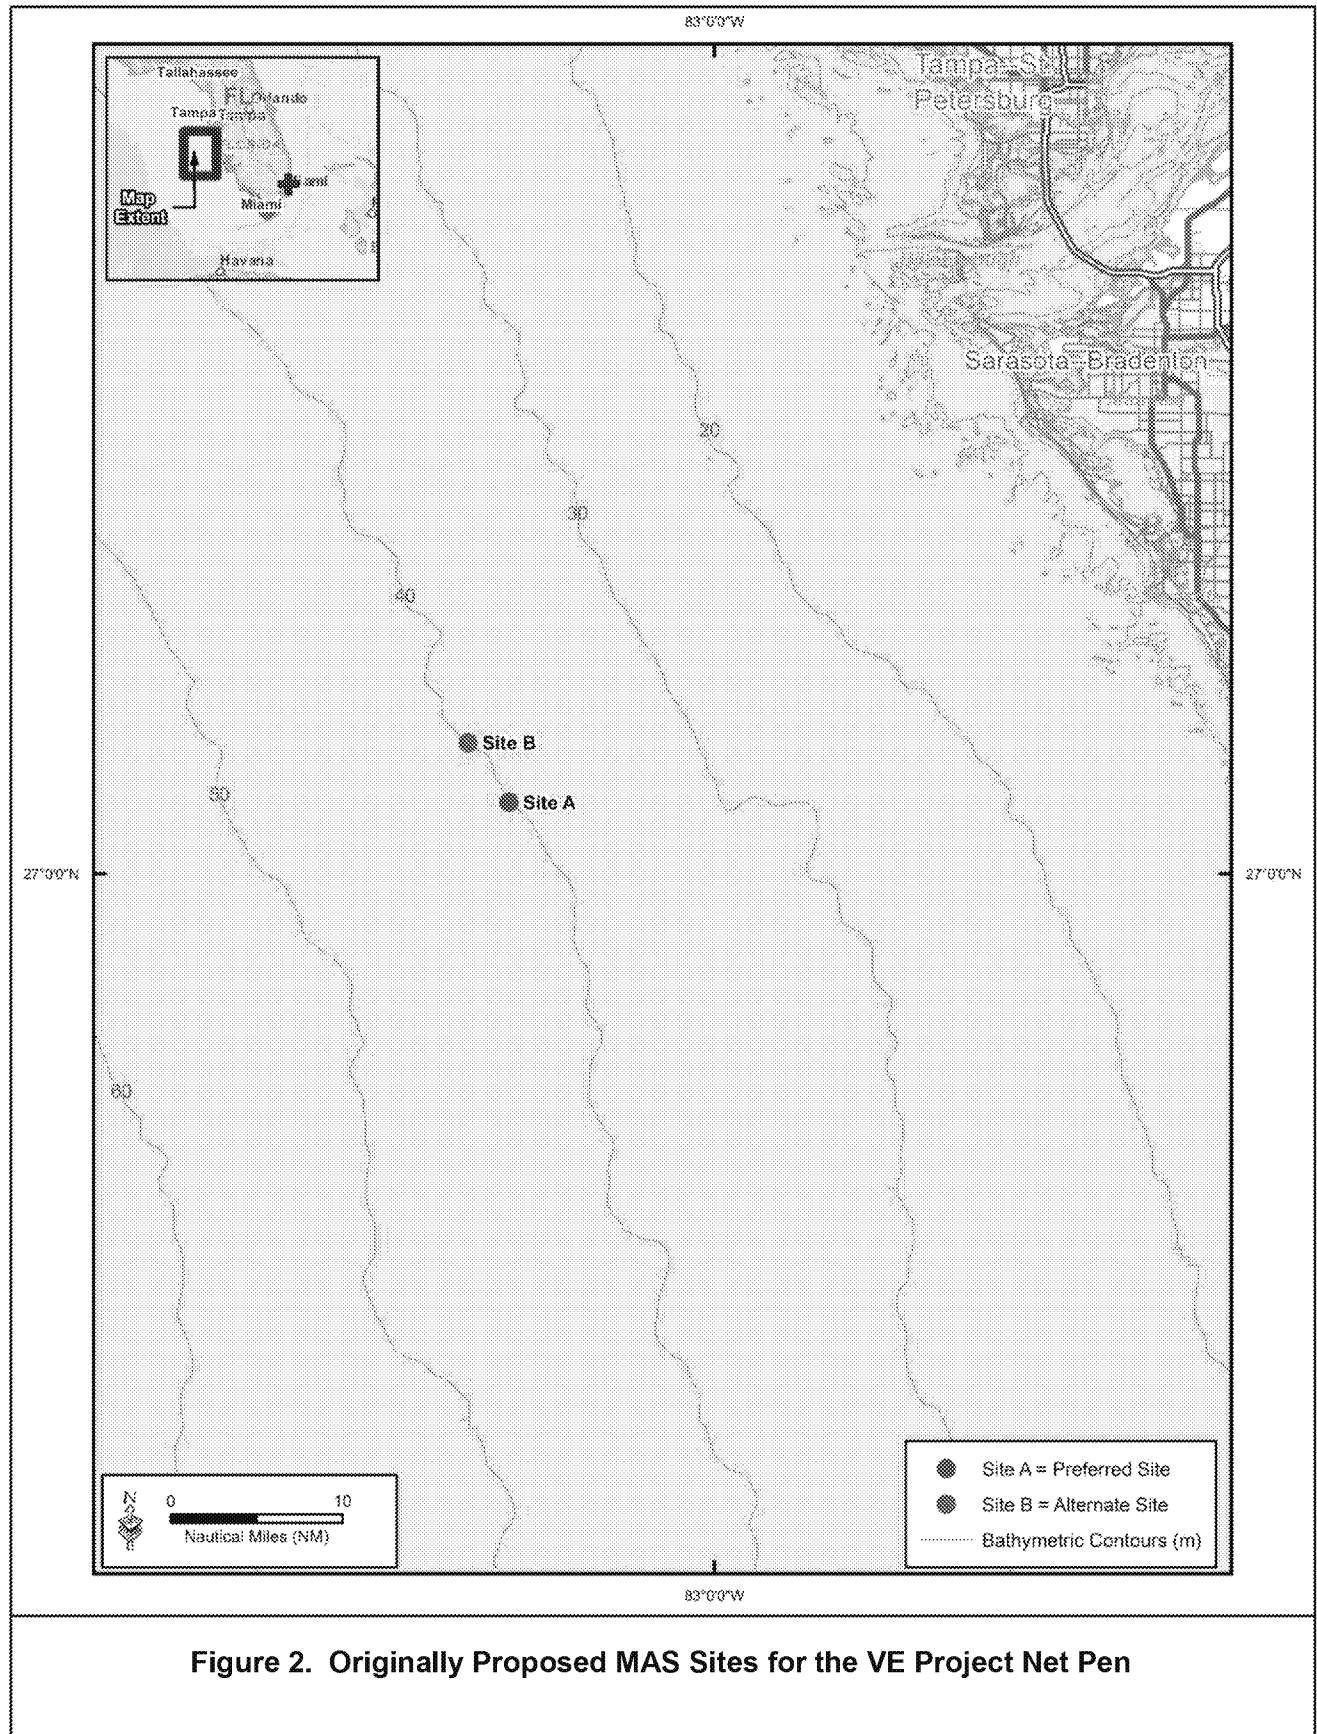 83°0'0"W
Tallahassee
FL
Orlando
Tampa
Tampa
FLORIDA
Map
Extent
Miami
Havana
Tampa--St.
Petersburg
Sarasota--Bradenton
20
30
40
Site B
50
Site A
27°0'0"N
27°0'0"N
60
N
0 10
Nautical Miles (NM)
Site A = Preferred Site
Site B = Alternate Site
Bathymetric Contours (m)
83°0'0"W
Figure 2. Originally Proposed MAS Sites for the VE Project Net Pen